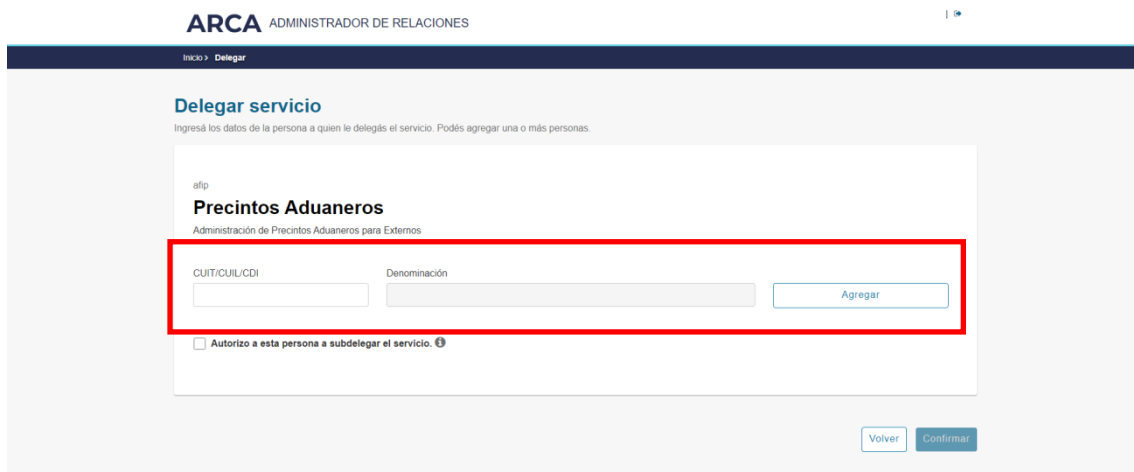 ARCA ADMINISTRADOR DE RELACIONES
|
Inicio > Delegar
Delegar servicio
Ingresá los datos de la persona a quien le delegás el servicio. Podés agregar una o más personas.
afip
Precintos Aduaneros
Administración de Precintos Aduaneros para Externos
CUIT/CUIL/CDI Denominación
Agregar
Autorizo a esta persona a subdelegar el servicio.
Volver Confirmar